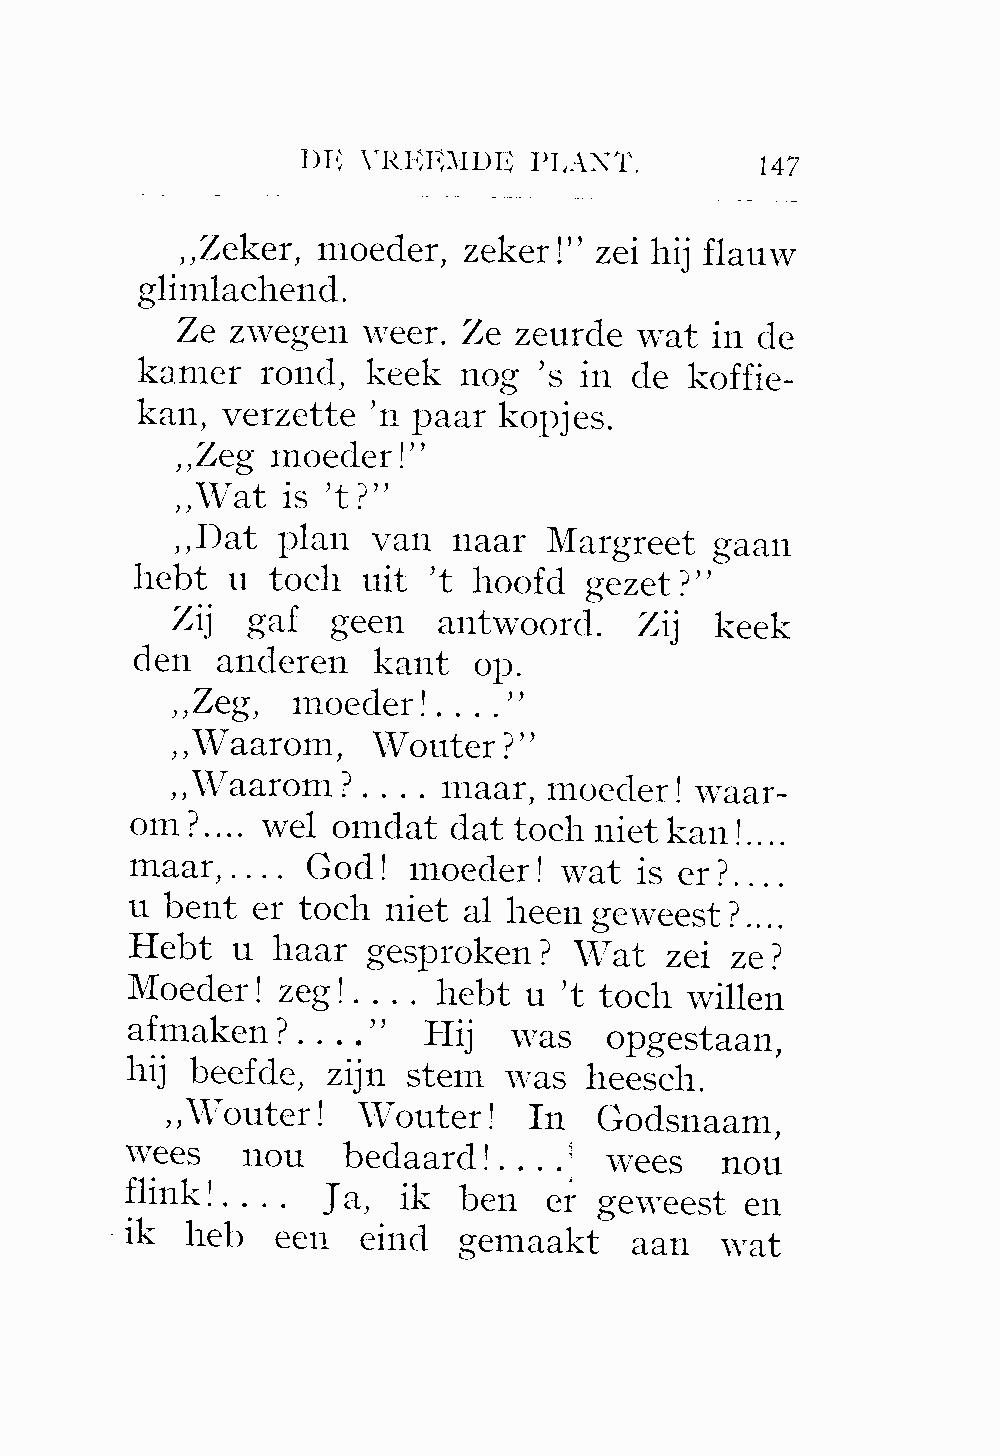 DE VREEMDE PLANT. 147
,,Zeker, moeder, zeker!” zei hij flauw
glimlachend.
Ze zwegen weer. Ze zeurde wat in de
kamer rond, keek nog ’s in de koffie-
kan, verzette ’n paar kopjes.
,,Zeg moeder!”
,,Wat is ’t?”
,,Dat plan van naar Margreet gaan
hebt u toch uit ’t hoofd gezet?”
Zij gaf geen antwoord. Zij keek
den anderen kant op.
,,Zeg, moeder!....”
,,Waarom, Wouter?”
,,Waarom?.... maar, moeder! waar-
om?.... wel omdat dat toch niet kan!....
maar,.... God! moeder! wat is er?....
u bent er toch niet al heen geweest?....
Hebt u haar gesproken? Wat zei ze?
Moeder! zeg!.... hebt u ’t toch willen
afmaken?....” Hij was opgestaan,
hij beefde, zijn stem was heesch.
,,Wouter! Wouter! In Godsnaam,
wees nou bedaard!.... wees nou
flink!.... Ja, ik ben er geweest en
ik heb een eind gemaakt aan wat